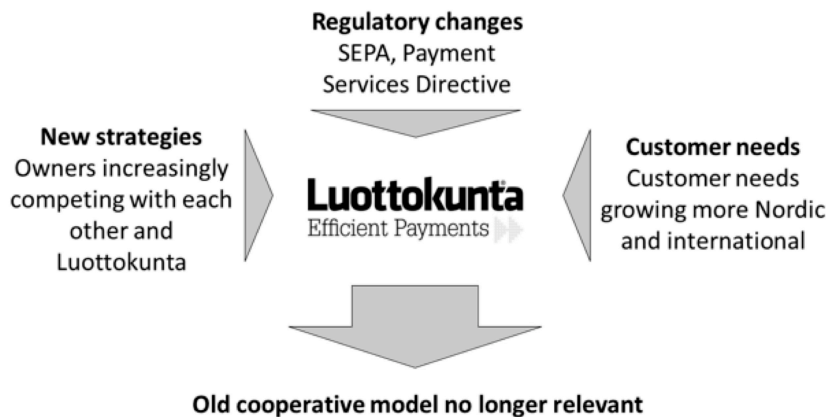 Regulatory changes
SEPA, Payment
Services Directive
New strategies
Owners increasingly
competing with each
other and
Luottokunta
Luottokunta
Efficient Payments
Customer needs
Customer needs
growing more Nordic
and international
Old cooperative model no longer relevant